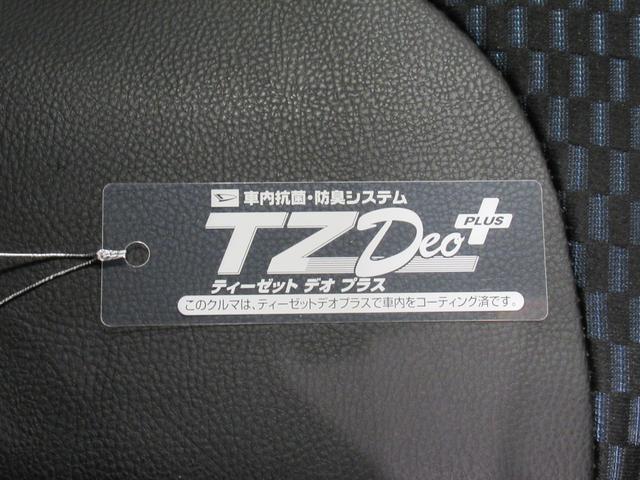 車内抗菌・防臭システム
TZ Deo PLUS
ティーゼット デオ プラス
このクルマは、ティーゼットデオプラスで車内をコーティング済です。